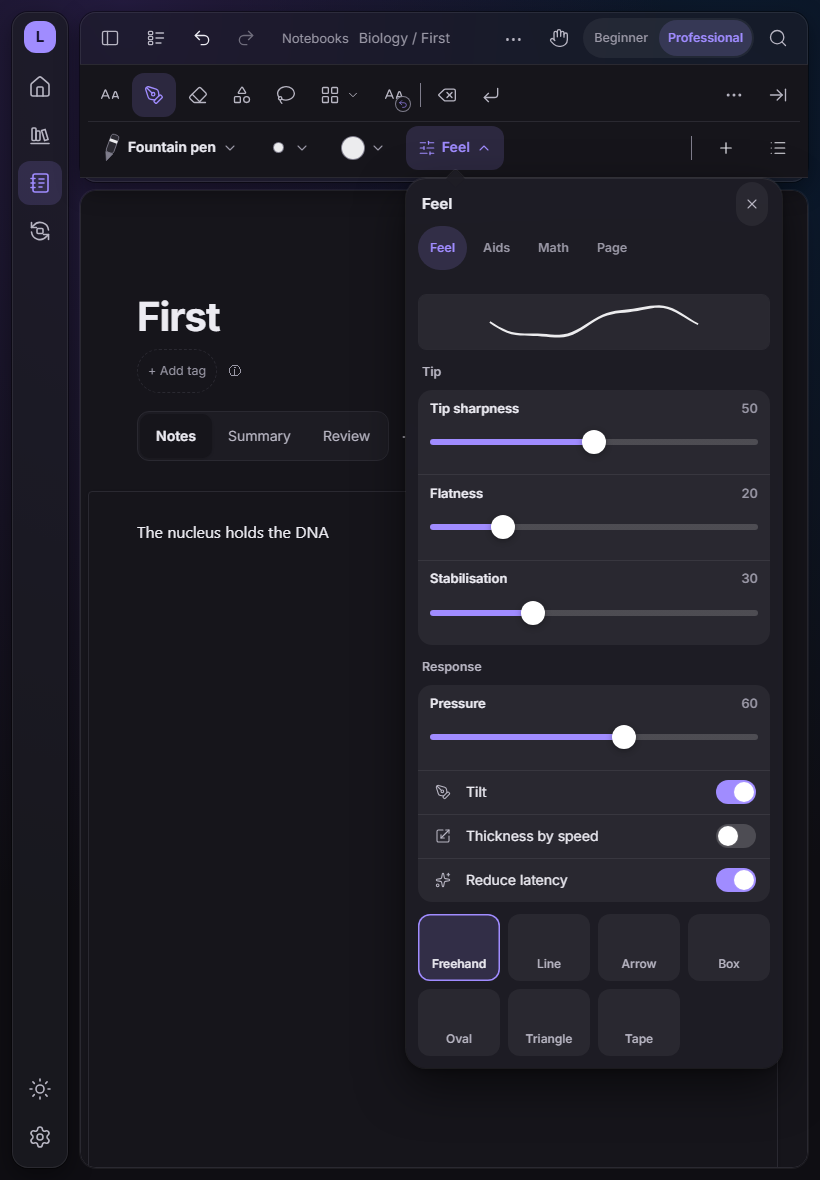 L
Notebooks Biology / First
Beginner Professional
AA
AA
Fountain pen
Feel
Feel
Feel Aids Math Page
First
+ Add tag
Notes Summary Review
The nucleus holds the DNA
Tip
Tip sharpness 50
Flatness 20
Stabilisation 30
Response
Pressure 60
Tilt
Thickness by speed
Reduce latency
Freehand Line Arrow Box
Oval Triangle Tape